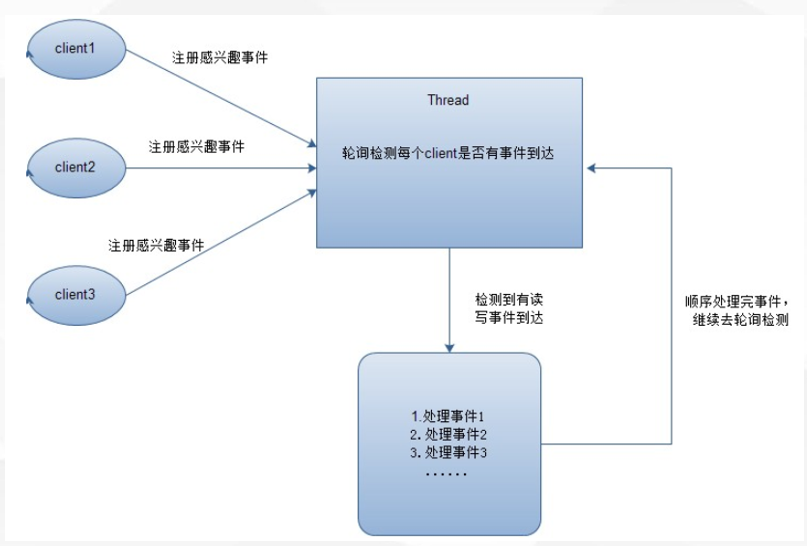 client1
注册感兴趣事件
Thread
client2
注册感兴趣事件
轮询检测每个client是否有事件到达
注册感兴趣事件
client3
检测到有读
写事件到达
顺序处理完事件，
继续去轮询检测
1.处理事件1
2.处理事件2
3.处理事件3
······